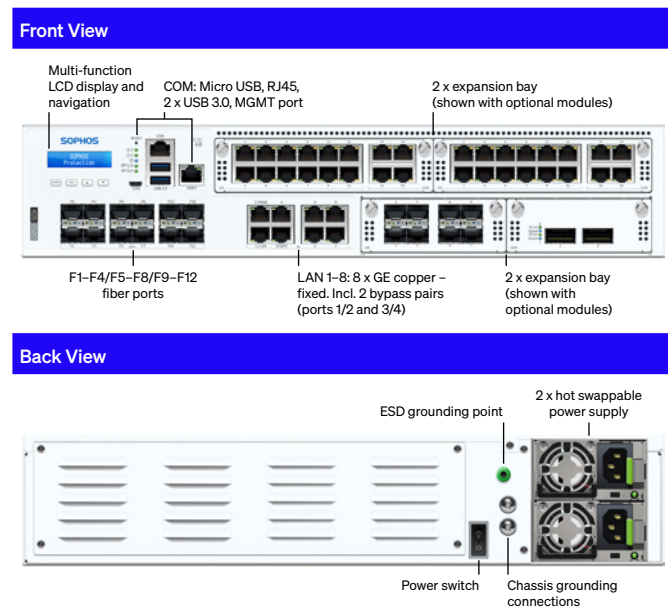 Front View
Multi-function
LCD display and
navigation
COM: Micro USB, RJ45,
2 x USB 3.0, MGMT port
2 x expansion bay
(shown with optional modules)
SOPHOS
SOPHOS
Protection
F1–F4/F5–F8/F9–F12
fiber ports
LAN 1–8: 8 x GE copper –
fixed. Incl. 2 bypass pairs
(ports 1/2 and 3/4)
2 x expansion bay
(shown with
optional modules)
Back View
ESD grounding point
2 x hot swappable
power supply
Power switch
Chassis grounding
connections